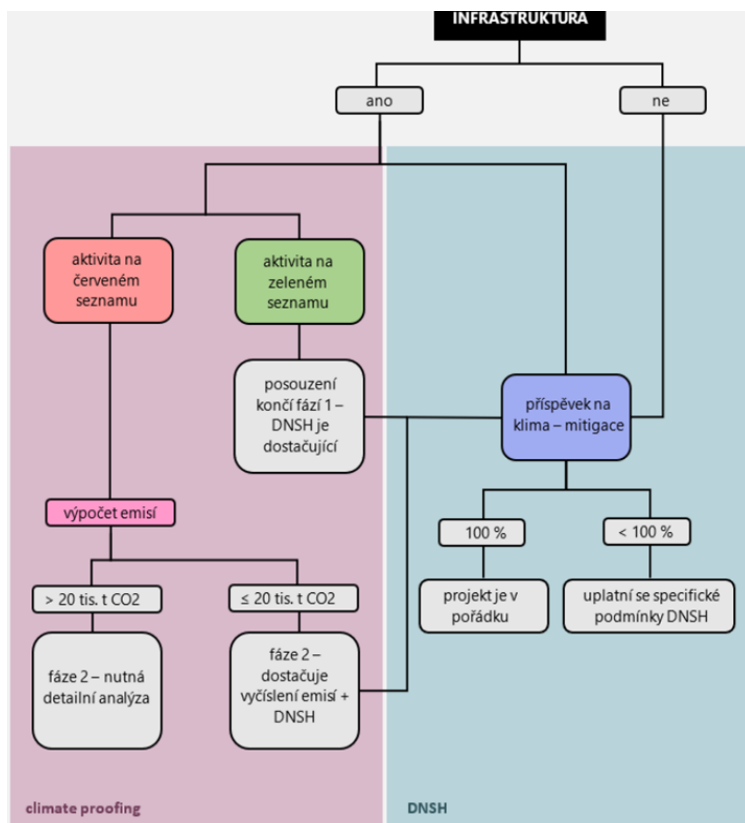 INFRASTRUKTURA
ano
ne
aktivita na
červeném
seznamu
aktivita na
zeleném
seznamu
posouzení
končí fází 1 –
DNSH je
dostačující
příspěvek na
klima – mitigace
výpočet emisí
100 %
< 100 %
> 20 tis. t CO2
≤ 20 tis. t CO2
projekt je v
pořádku
uplatní se specifické
podmínky DNSH
fáze 2 – nutná
detailní analýza
fáze 2 –
dostačuje
vyčíslení emisí +
DNSH
climate proofing
DNSH